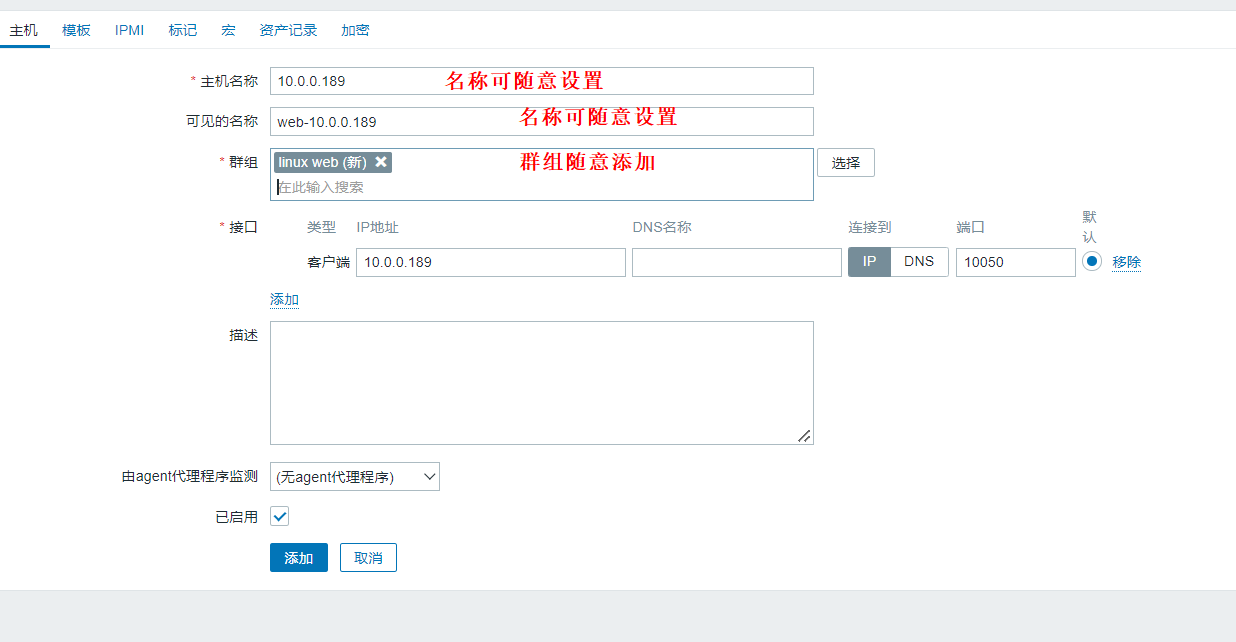 主机 模板 IPMI 标记 宏 资产记录 加密
* 主机名称 10.0.0.189 名称可随意设置
可见的名称 web-10.0.0.189 名称可随意设置
* 群组 linux web (新) 群组随意添加 选择
在此输入搜索
* 接口 类型 IP地址 DNS名称 连接到 端口 默认
客户端 10.0.0.189 IP DNS 10050 移除
添加
描述
由agent代理程序监测 (无agent代理程序)
已启用
添加 取消